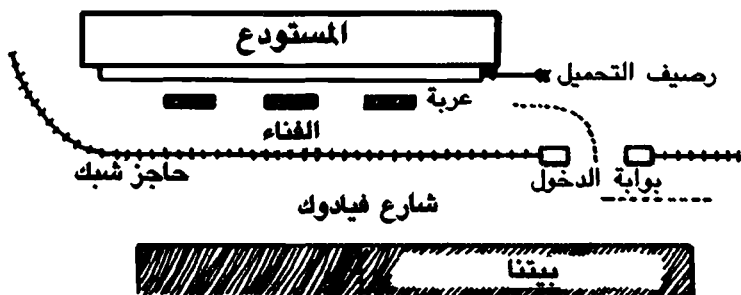 المستودع
رصيف التحميل
عربة
الفناء
حاجز شبك
بوابة الدخول
شارع فيادوك
بيتنا